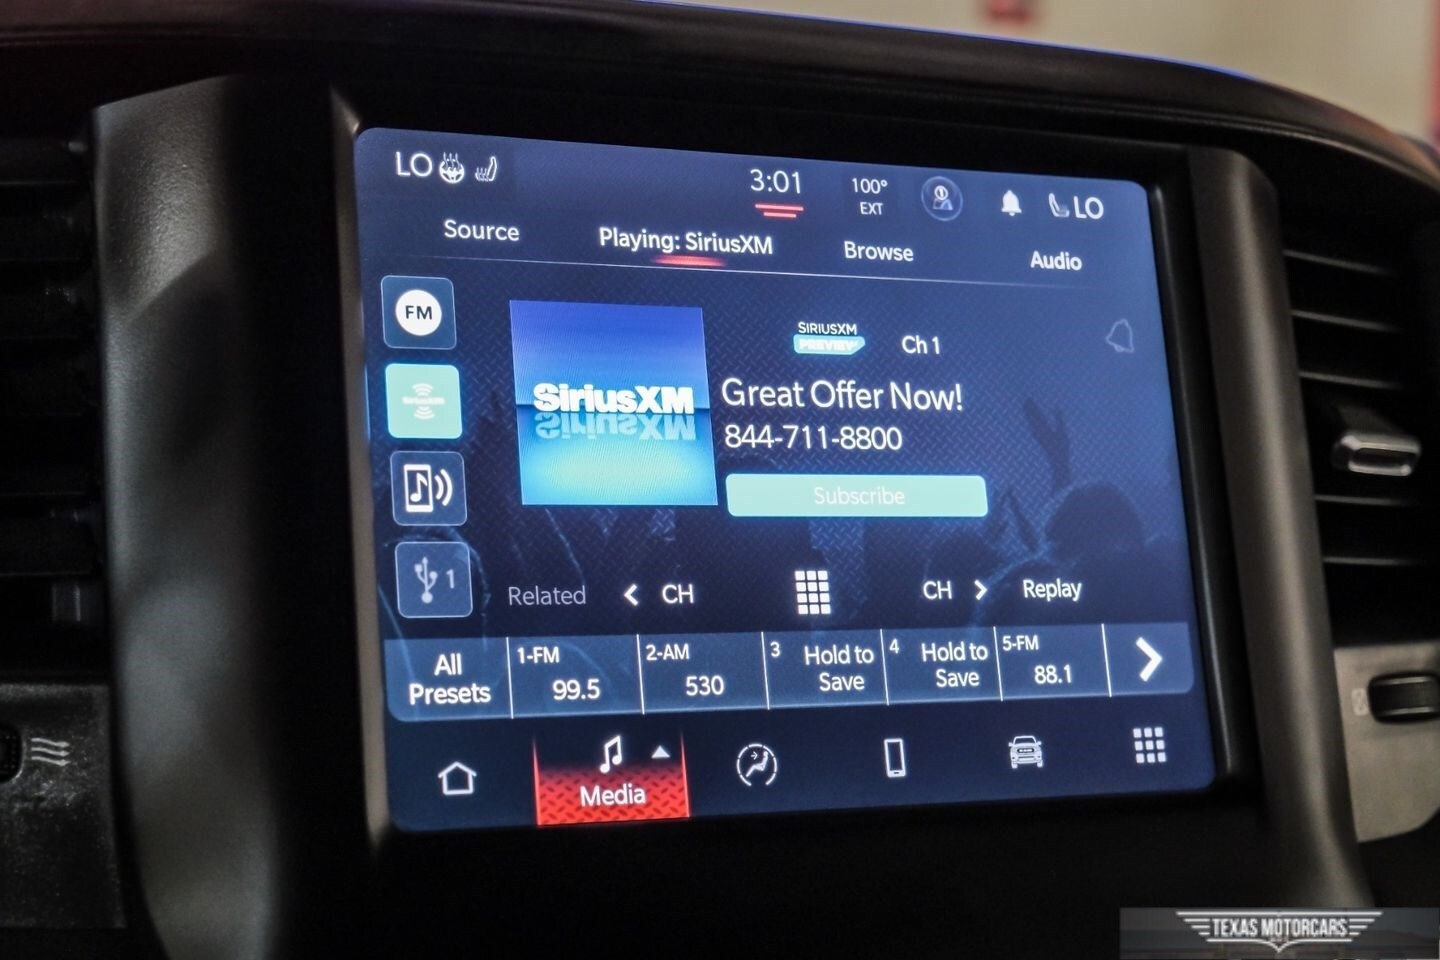 LO
3:01
100°
EXT
LO
Source
Playing: SiriusXM
Browse
Audio
FM
SiriusXM
SiriusXM
SIRIUSXM
PREVIEW
Ch 1
Great Offer Now!
844-711-8800
Subscribe
1
Related
CH
CH
Replay
All
Presets
1-FM
99.5
2-AM
530
3 Hold to
Save
4 Hold to
Save
5-FM
88.1
Media
TEXAS MOTORCARS